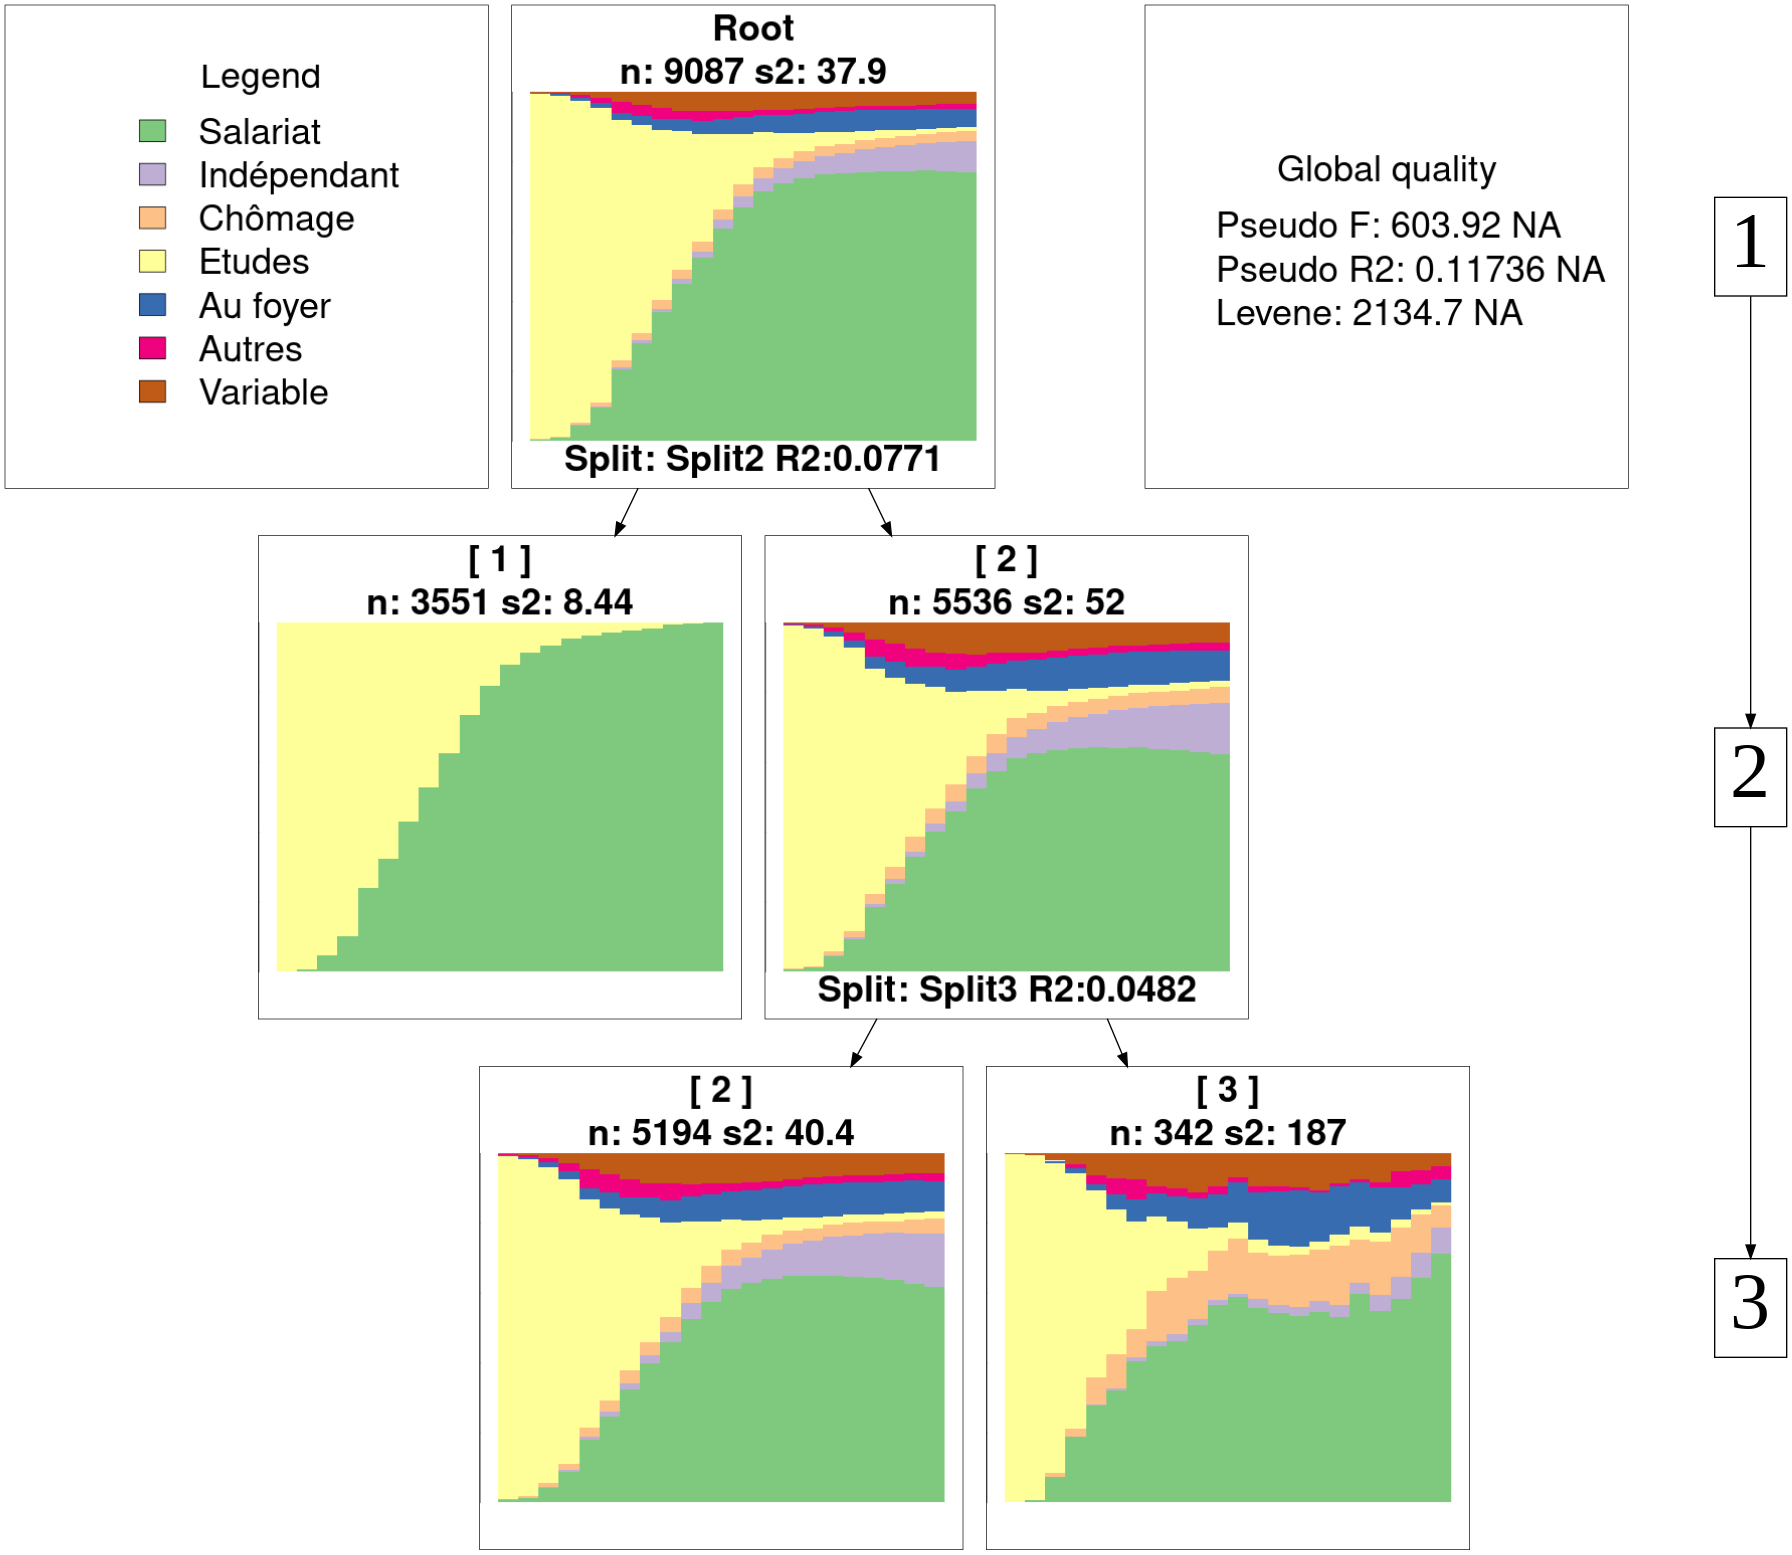 Legend
Salariat
Indépendant
Chômage
Etudes
Au foyer
Autres
Variable
Root
n: 9087 s2: 37.9
Split: Split2 R2:0.0771
Global quality
Pseudo F: 603.92 NA
Pseudo R2: 0.11736 NA
Levene: 2134.7 NA
1
[ 1 ]
n: 3551 s2: 8.44
[ 2 ]
n: 5536 s2: 52
Split: Split3 R2:0.0482
2
[ 2 ]
n: 5194 s2: 40.4
[ 3 ]
n: 342 s2: 187
3